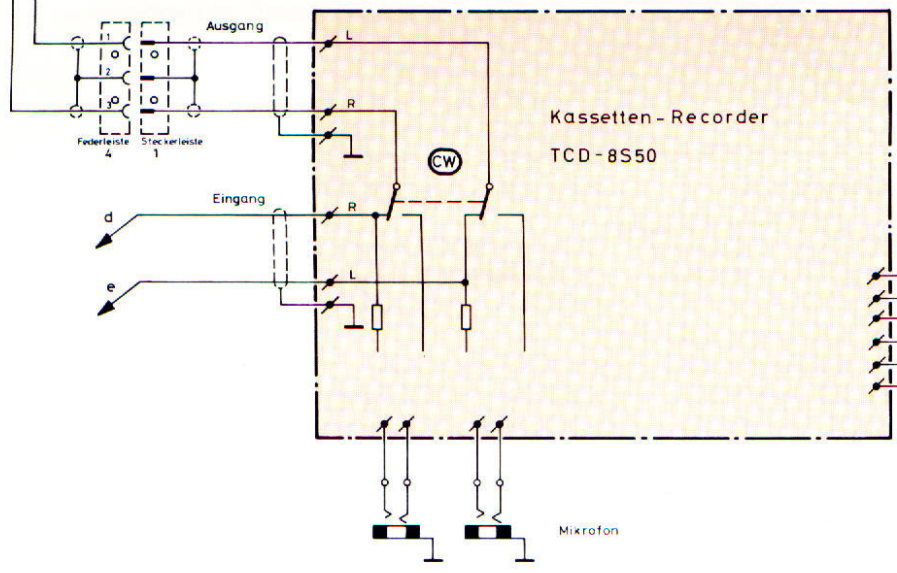 Ausgang
L
1
2
3
R
Federleiste
4
Steckerleiste
1
Kassetten-Recorder
TCD-8S50
CW
Eingang
R
d
L
e
Mikrofon